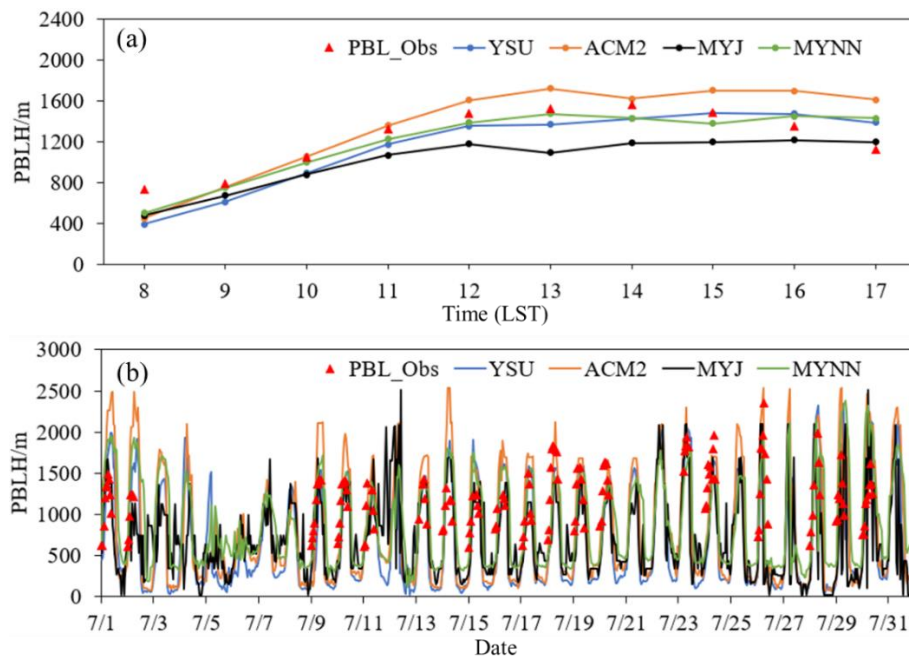 2400
2000
1600
1200
800
400
0
PBLH/m
(a)
PBL_Obs YSU ACM2 MYJ MYNN
8 9 10 11 12 13 14 15 16 17
Time (LST)
3000
2500
2000
1500
1000
500
0
PBLH/m
(b)
PBL_Obs YSU ACM2 MYJ MYNN
7/1 7/3 7/5 7/7 7/9 7/11 7/13 7/15 7/17 7/19 7/21 7/23 7/25 7/27 7/29 7/31
Date